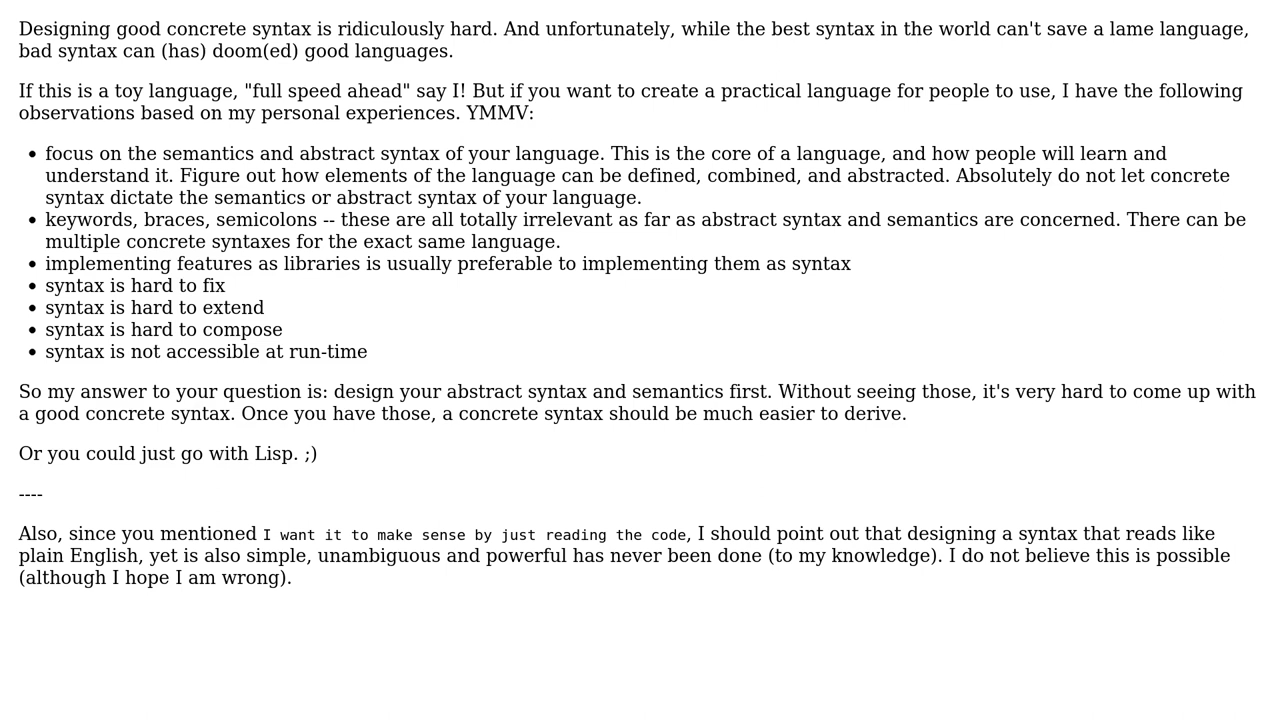 Designing good concrete syntax is ridiculously hard. And unfortunately, while the best syntax in the world can't save a lame language,
bad syntax can (has) doom(ed) good languages.
If this is a toy language, "full speed ahead" say I! But if you want to create a practical language for people to use, I have the following
observations based on my personal experiences. YMMV:
• focus on the semantics and abstract syntax of your language. This is the core of a language, and how people will learn and
understand it. Figure out how elements of the language can be defined, combined, and abstracted. Absolutely do not let concrete
syntax dictate the semantics or abstract syntax of your language.
• keywords, braces, semicolons -- these are all totally irrelevant as far as abstract syntax and semantics are concerned. There can be
multiple concrete syntaxes for the exact same language.
• implementing features as libraries is usually preferable to implementing them as syntax
• syntax is hard to fix
• syntax is hard to extend
• syntax is hard to compose
• syntax is not accessible at run-time
So my answer to your question is: design your abstract syntax and semantics first. Without seeing those, it's very hard to come up with
a good concrete syntax. Once you have those, a concrete syntax should be much easier to derive.
Or you could just go with Lisp. ;)
----
Also, since you mentioned I want it to make sense by just reading the code, I should point out that designing a syntax that reads like
plain English, yet is also simple, unambiguous and powerful has never been done (to my knowledge). I do not believe this is possible
(although I hope I am wrong).